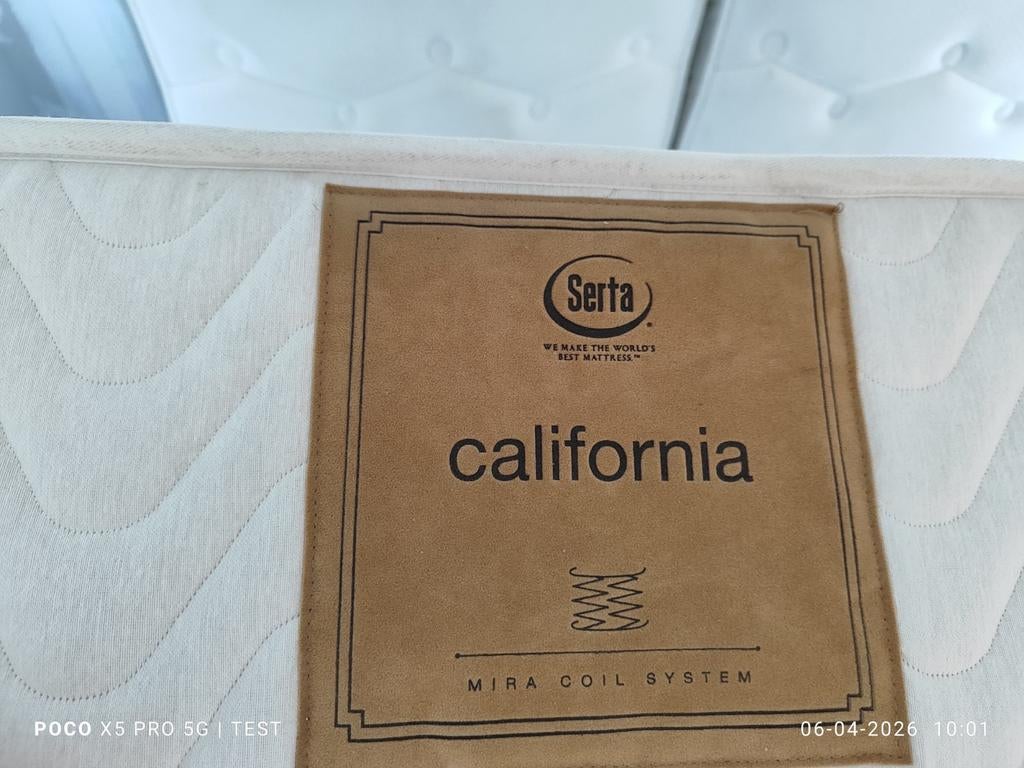 Serta
WE MAKE THE WORLD'S
BEST MATTRESS.™
california
MIRA COIL SYSTEM
POCO X5 PRO 5G | TEST
06-04-2026 10:01